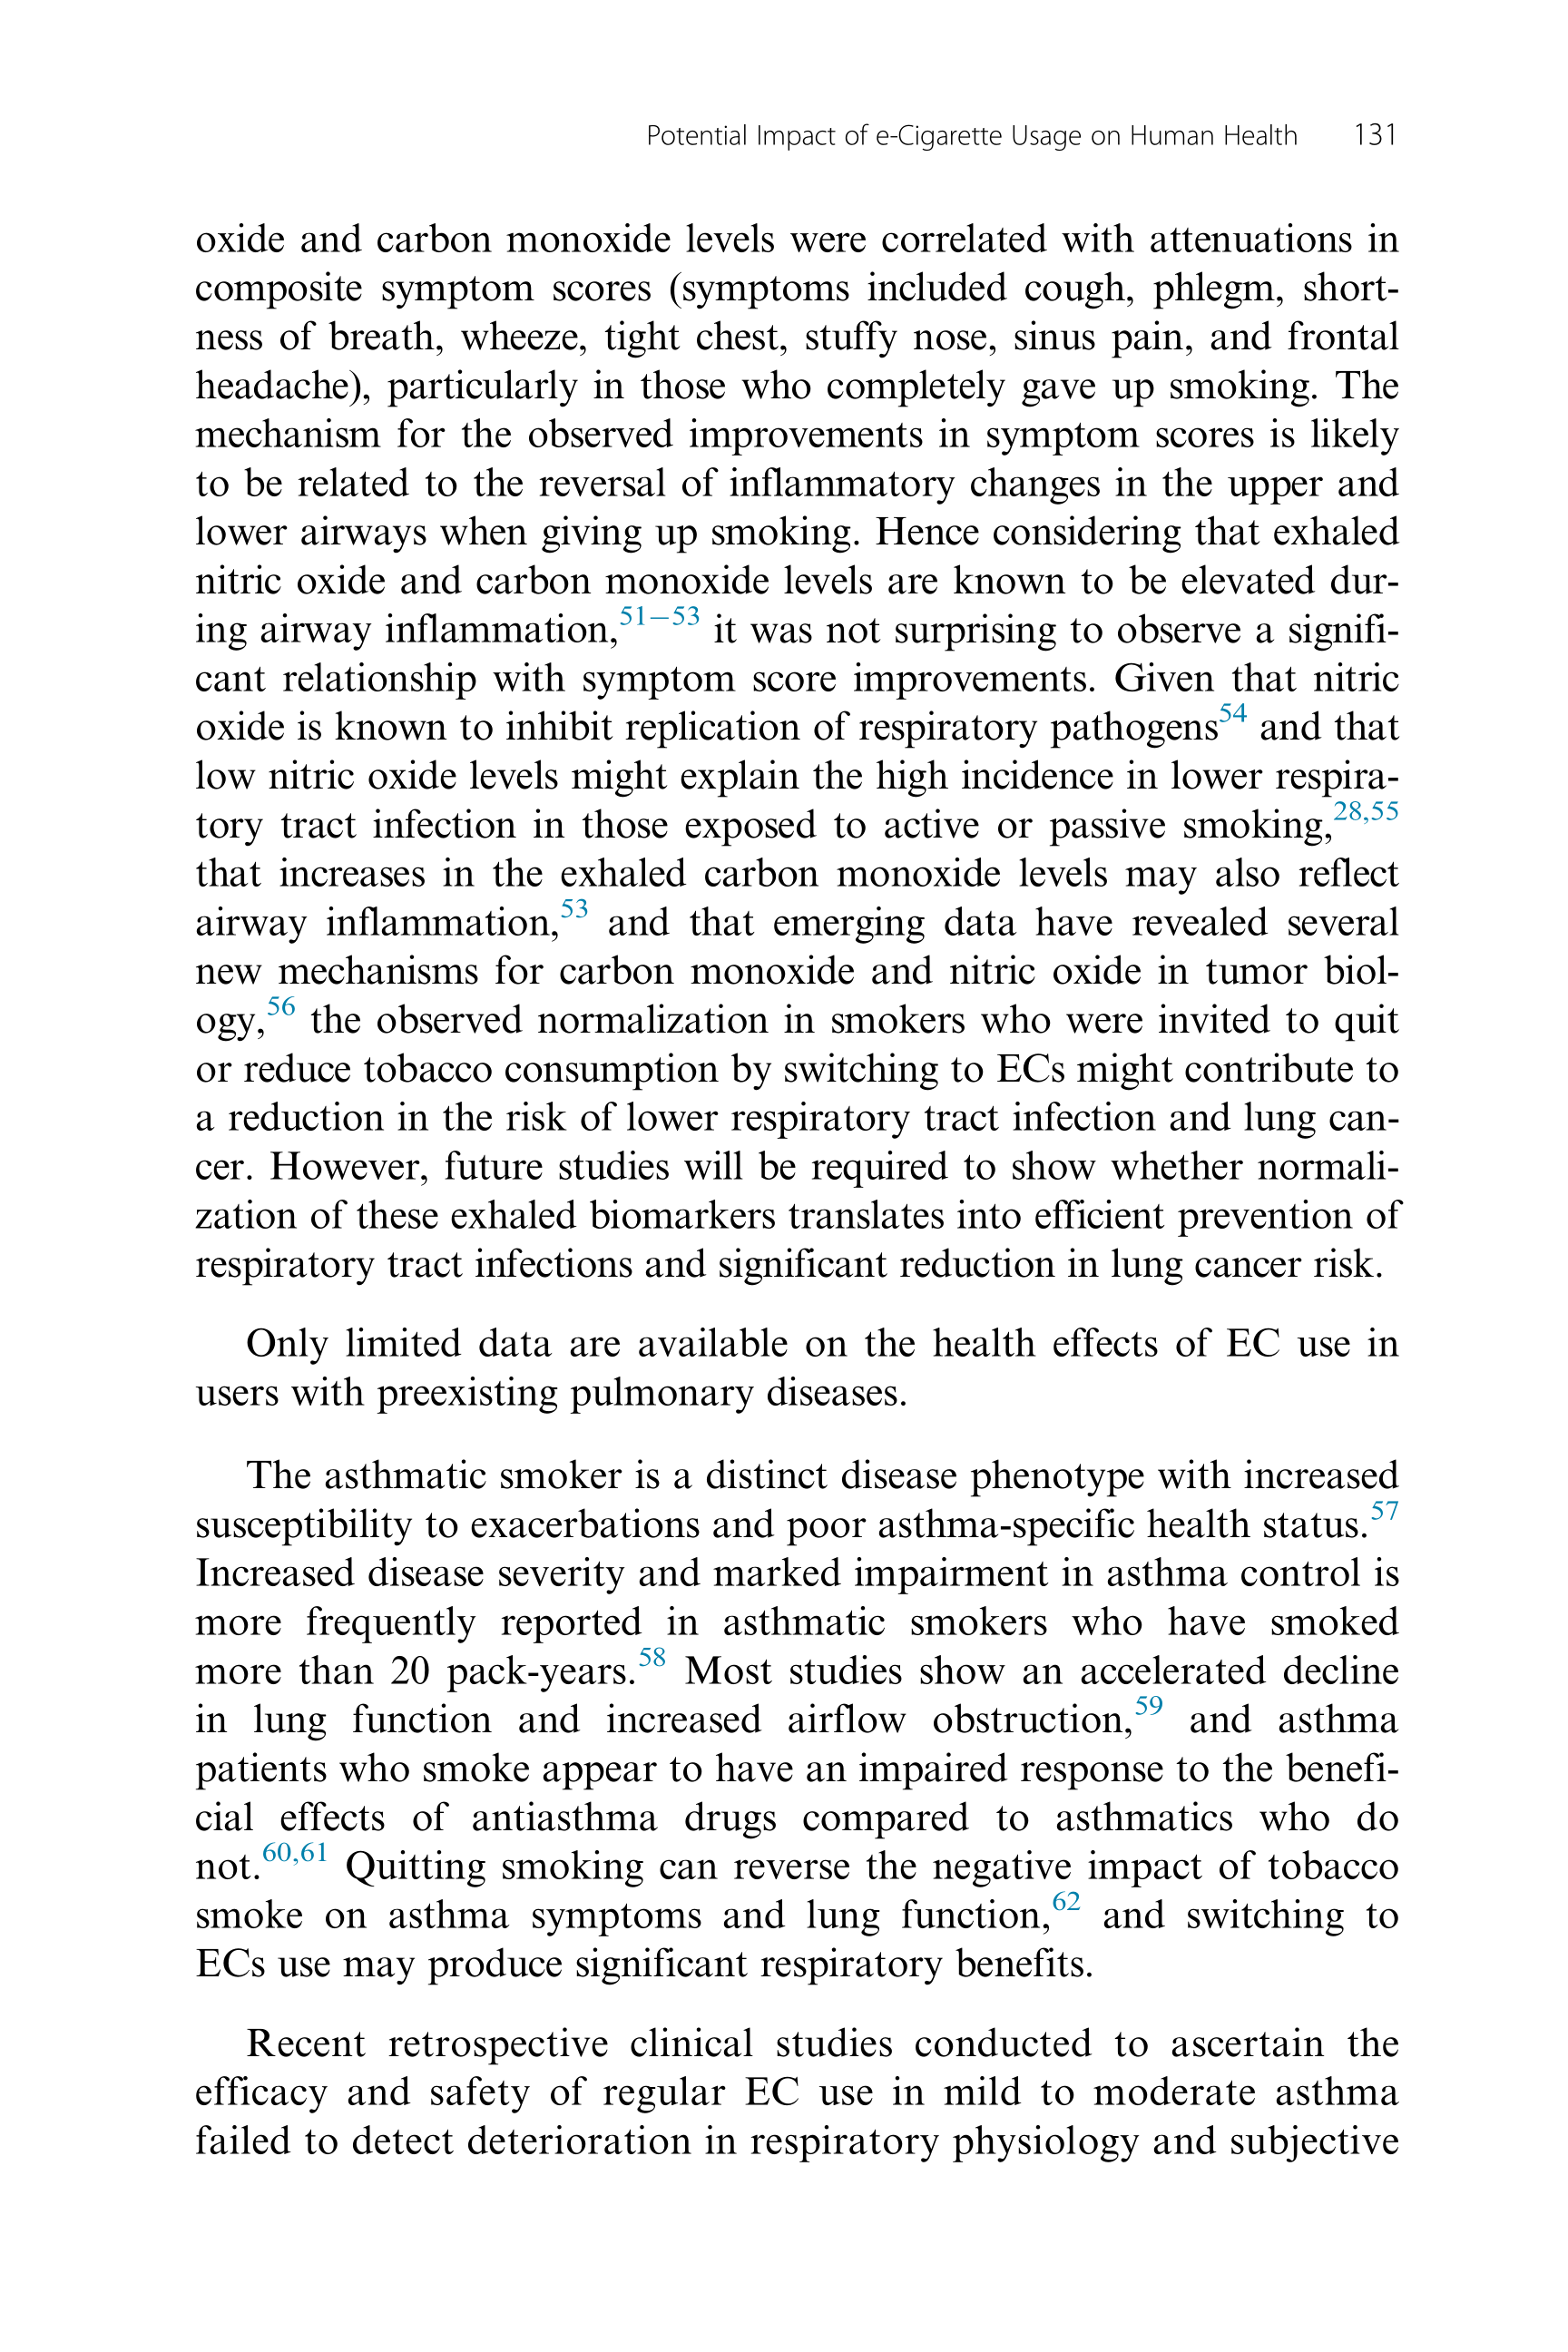 Potential Impact of e-Cigarette Usage on Human Health 131
oxide and carbon monoxide levels were correlated with attenuations in
composite symptom scores (symptoms included cough, phlegm, short-
ness of breath, wheeze, tight chest, stuffy nose, sinus pain, and frontal
headache), particularly in those who completely gave up smoking. The
mechanism for the observed improvements in symptom scores is likely
to be related to the reversal of inflammatory changes in the upper and
lower airways when giving up smoking. Hence considering that exhaled
nitric oxide and carbon monoxide levels are known to be elevated dur-
ing airway inflammation,51–53 it was not surprising to observe a signifi-
cant relationship with symptom score improvements. Given that nitric
oxide is known to inhibit replication of respiratory pathogens54 and that
low nitric oxide levels might explain the high incidence in lower respira-
tory tract infection in those exposed to active or passive smoking,28,55
that increases in the exhaled carbon monoxide levels may also reflect
airway inflammation,53 and that emerging data have revealed several
new mechanisms for carbon monoxide and nitric oxide in tumor biol-
ogy,56 the observed normalization in smokers who were invited to quit
or reduce tobacco consumption by switching to ECs might contribute to
a reduction in the risk of lower respiratory tract infection and lung can-
cer. However, future studies will be required to show whether normali-
zation of these exhaled biomarkers translates into efficient prevention of
respiratory tract infections and significant reduction in lung cancer risk.
Only limited data are available on the health effects of EC use in
users with preexisting pulmonary diseases.
The asthmatic smoker is a distinct disease phenotype with increased
susceptibility to exacerbations and poor asthma-specific health status.57
Increased disease severity and marked impairment in asthma control is
more frequently reported in asthmatic smokers who have smoked
more than 20 pack-years.58 Most studies show an accelerated decline
in lung function and increased airflow obstruction,59 and asthma
patients who smoke appear to have an impaired response to the benefi-
cial effects of antiasthma drugs compared to asthmatics who do
not.60,61 Quitting smoking can reverse the negative impact of tobacco
smoke on asthma symptoms and lung function,62 and switching to
ECs use may produce significant respiratory benefits.
Recent retrospective clinical studies conducted to ascertain the
efficacy and safety of regular EC use in mild to moderate asthma
failed to detect deterioration in respiratory physiology and subjective